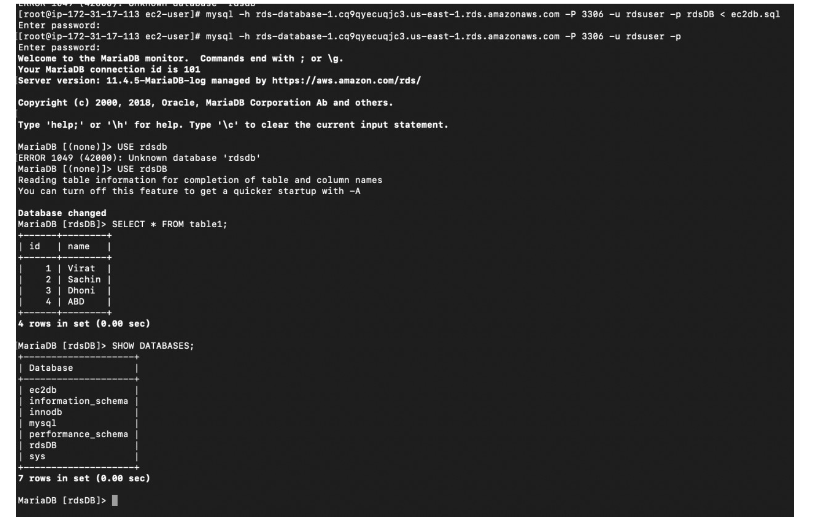 ERROR 1049 (42000): Unknown database 'rdsdb'
[root@ip-172-31-17-113 ec2-user]# mysql -h rds-database-1.cq9qyecuqjc3.us-east-1.rds.amazonaws.com -P 3306 -u rdsuser -p rdsDB < ec2db.sql
Enter password:
[root@ip-172-31-17-113 ec2-user]# mysql -h rds-database-1.cq9qyecuqjc3.us-east-1.rds.amazonaws.com -P 3306 -u rdsuser -p
Enter password:
Welcome to the MariaDB monitor.  Commands end with ; or \g.
Your MariaDB connection id is 101
Server version: 11.4.5-MariaDB-log managed by https://aws.amazon.com/rds/
Copyright (c) 2000, 2018, Oracle, MariaDB Corporation Ab and others.
Type 'help;' or '\h' for help. Type '\c' to clear the current input statement.
MariaDB [(none)]> USE rdsdb
ERROR 1049 (42000): Unknown database 'rdsdb'
MariaDB [(none)]> USE rdsDB
Reading table information for completion of table and column names
You can turn off this feature to get a quicker startup with -A
Database changed
MariaDB [rdsDB]> SELECT * FROM table1;
+------+--------+
| id   | name   |
+------+--------+
|    1 | Virat  |
|    2 | Sachin |
|    3 | Dhoni  |
|    4 | ABD    |
+------+--------+
4 rows in set (0.00 sec)
MariaDB [rdsDB]> SHOW DATABASES;
+--------------------+
| Database           |
+--------------------+
| ec2db              |
| information_schema |
| innodb             |
| mysql              |
| performance_schema |
| rdsDB              |
| sys                |
+--------------------+
7 rows in set (0.00 sec)
MariaDB [rdsDB]>